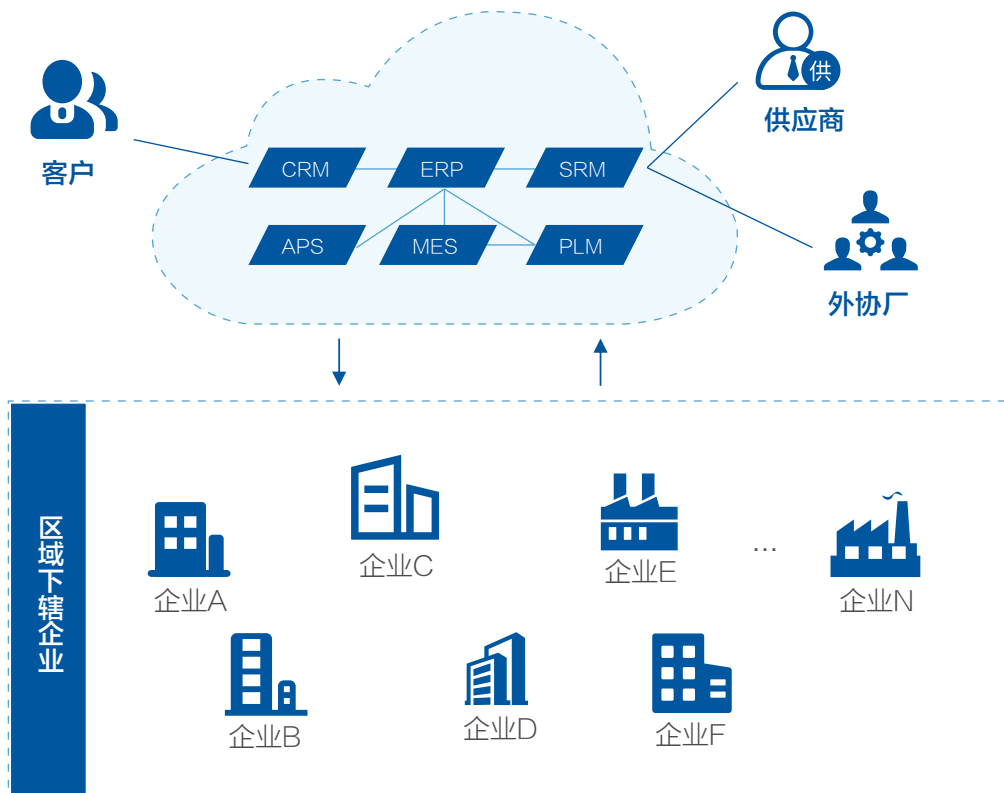 供
供应商
客户
CRM
ERP
SRM
APS
MES
PLM
外协厂
区域下辖企业
企业A
企业C
企业E
...
企业N
企业B
企业D
企业F